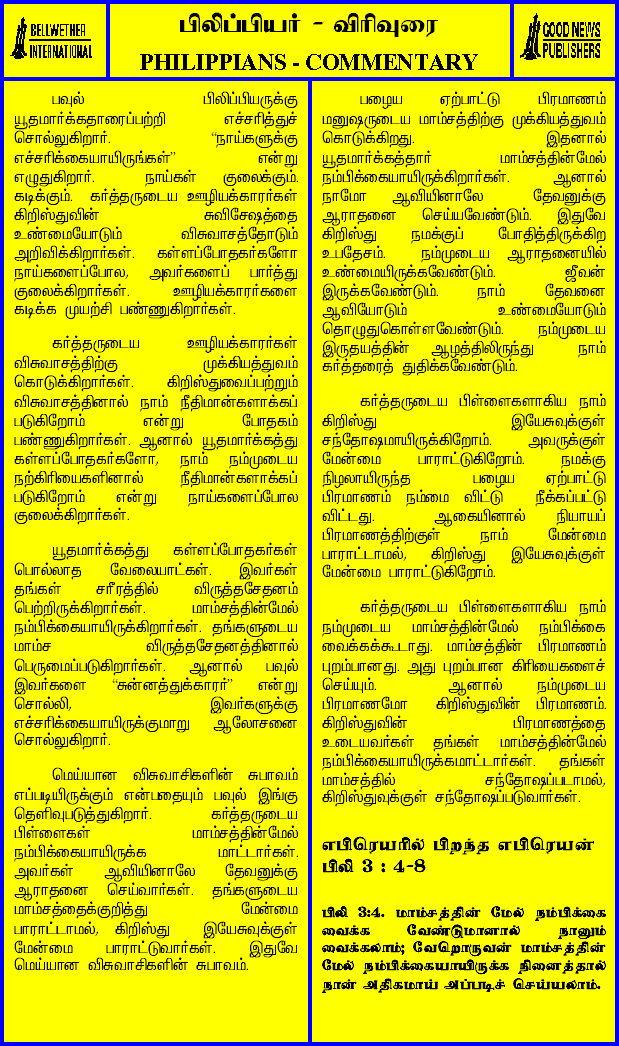 BELLWETHER
INTERNATIONAL
பிலிப்பியர் - விரிவுரை
PHILIPPIANS - COMMENTARY
GOOD NEWS
PUBLISHERS
பவுல் பிலிப்பியருக்கு
யூதமார்க்கதாரைப்பற்றி எச்சரித்துச்
சொல்லுகிறார். “நாய்களுக்கு
எச்சரிக்கையாயிருங்கள்” என்று
எழுதுகிறார். நாய்கள் குலைக்கும்.
கடிக்கும். கர்த்தருடைய ஊழியக்காரர்கள்
கிறிஸ்துவின் சுவிசேஷத்தை
உண்மையோடும் விசுவாசத்தோடும்
அறிவிக்கிறார்கள். கள்ளப்போதகர்களோ
நாய்களைப்போல, அவர்களைப் பார்த்து
குலைக்கிறார்கள். ஊழியக்காரர்களை
கடிக்க முயற்சி பண்ணுகிறார்கள்.
கர்த்தருடைய ஊழியக்காரர்கள்
விசுவாசத்திற்கு முக்கியத்துவம்
கொடுக்கிறார்கள். கிறிஸ்துவைப்பற்றும்
விசுவாசத்தினால் நாம் நீதிமான்களாக்கப்
படுகிறோம் என்று போதகம்
பண்ணுகிறார்கள். ஆனால் யூதமார்க்கத்து
கள்ளப்போதகர்களோ, நாம் நம்முடைய
நற்கிரியைகளினால் நீதிமான்களாக்கப்
படுகிறோம் என்று நாய்களைப்போல
குலைக்கிறார்கள்.
யூதமார்க்கத்து கள்ளப்போதகர்கள்
பொல்லாத வேலையாட்கள். இவர்கள்
தங்கள் சரீரத்தில் விருத்தசேதனம்
பெற்றிருக்கிறார்கள். மாம்சத்தின்மேல்
நம்பிக்கையாயிருக்கிறார்கள். தங்களுடைய
மாம்ச விருத்தசேதனத்தினால்
பெருமைப்படுகிறார்கள். ஆனால் பவுல்
இவர்களை “சுன்னத்துக்காரர்” என்று
சொல்லி, இவர்களுக்கு
எச்சரிக்கையாயிருக்குமாறு ஆலோசனை
சொல்லுகிறார்.
மெய்யான விசுவாசிகளின் சுபாவம்
எப்படியிருக்கும் என்பதையும் பவுல் இங்கு
தெளிவுபடுத்துகிறார். கர்த்தருடைய
பிள்ளைகள் மாம்சத்தின்மேல்
நம்பிக்கையாயிருக்க மாட்டார்கள்.
அவர்கள் ஆவியினாலே தேவனுக்கு
ஆராதனை செய்வார்கள். தங்களுடைய
மாம்சத்தைக்குறித்து மேன்மை
பாராட்டாமல், கிறிஸ்து இயேசுவுக்குள்
மேன்மை பாராட்டுவார்கள். இதுவே
மெய்யான விசுவாசிகளின் சுபாவம்.
பழைய ஏற்பாட்டு பிரமாணம்
மனுஷருடைய மாம்சத்திற்கு முக்கியத்துவம்
கொடுக்கிறது. இதனால்
யூதமார்க்கத்தார் மாம்சத்தின்மேல்
நம்பிக்கையாயிருக்கிறார்கள். ஆனால்
நாமோ ஆவியினாலே தேவனுக்கு
ஆராதனை செய்யவேண்டும். இதுவே
கிறிஸ்து நமக்குப் போதித்திருக்கிற
உபதேசம். நம்முடைய ஆராதனையில்
உண்மையிருக்கவேண்டும். ஜீவன்
இருக்கவேண்டும். நாம் தேவனை
ஆவியோடும் உண்மையோடும்
தொழுதுகொள்ளவேண்டும். நம்முடைய
இருதயத்தின் ஆழத்திலிருந்து நாம்
கர்த்தரைத் துதிக்கவேண்டும்.
கர்த்தருடைய பிள்ளைகளாகிய நாம்
கிறிஸ்து இயேசுவுக்குள்
சந்தோஷமாயிருக்கிறோம். அவருக்குள்
மேன்மை பாராட்டுகிறோம். நமக்கு
நிழலாயிருந்த பழைய ஏற்பாட்டு
பிரமாணம் நம்மை விட்டு நீக்கப்பட்டு
விட்டது. ஆகையினால் நியாயப்
பிரமாணத்திற்குள் நாம் மேன்மை
பாராட்டாமல், கிறிஸ்து இயேசுவுக்குள்
மேன்மை பாராட்டுகிறோம்.
கர்த்தருடைய பிள்ளைகளாகிய நாம்
நம்முடைய மாம்சத்தின்மேல் நம்பிக்கை
வைக்கக்கூடாது. மாம்சத்தின் பிரமாணம்
புறம்பானது. அது புறம்பான கிரியைகளைச்
செய்யும். ஆனால் நம்முடைய
பிரமாணமோ கிறிஸ்துவின் பிரமாணம்.
கிறிஸ்துவின் பிரமாணத்தை
உடையவர்கள் தங்கள் மாம்சத்தின்மேல்
நம்பிக்கையாயிருக்கமாட்டார்கள். தங்கள்
மாம்சத்தில் சந்தோஷப்படாமல்,
கிறிஸ்துவுக்குள் சந்தோஷப்படுவார்கள்.
எபிரெயரில் பிறந்த எபிரெயன்
பிலி 3 : 4-8
பிலி 3:4. மாம்சத்தின் மேல் நம்பிக்கை
வைக்க வேண்டுமானால் நானும்
வைக்கலாம்; வேறொருவன் மாம்சத்தின்
மேல் நம்பிக்கையாயிருக்க நினைத்தால்
நான் அதிகமாய் அப்படிச் செய்யலாம்.